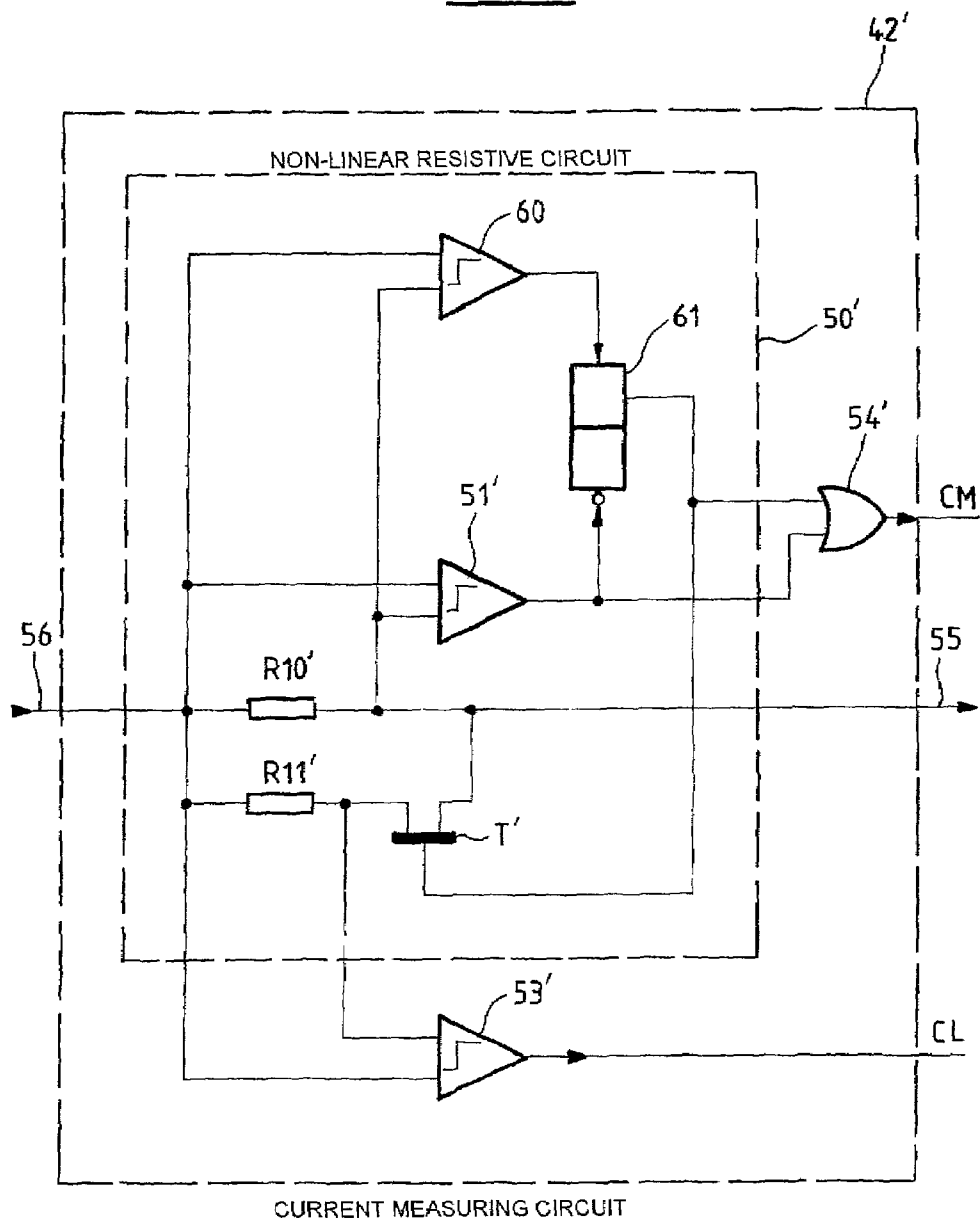 42'
NON-LINEAR RESISTIVE CIRCUIT
60
61
50'
54'
CM
51'
56
R10'
55
R11'
T'
53'
CL
CURRENT MEASURING CIRCUIT